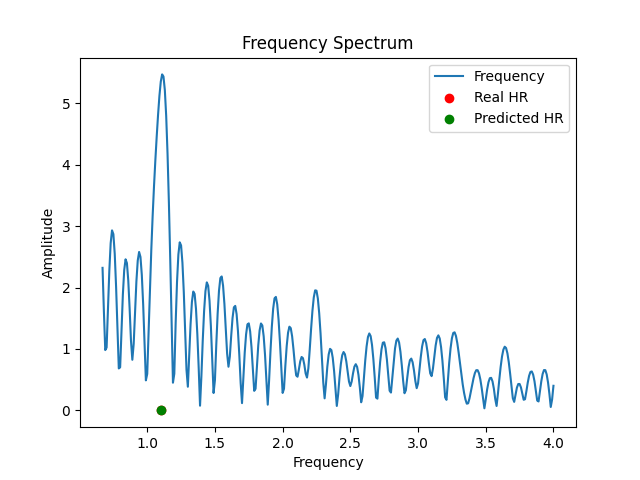 Frequency Spectrum
Frequency
Real HR
Predicted HR
Amplitude
5
4
3
2
1
0
1.0 1.5 2.0 2.5 3.0 3.5 4.0
Frequency